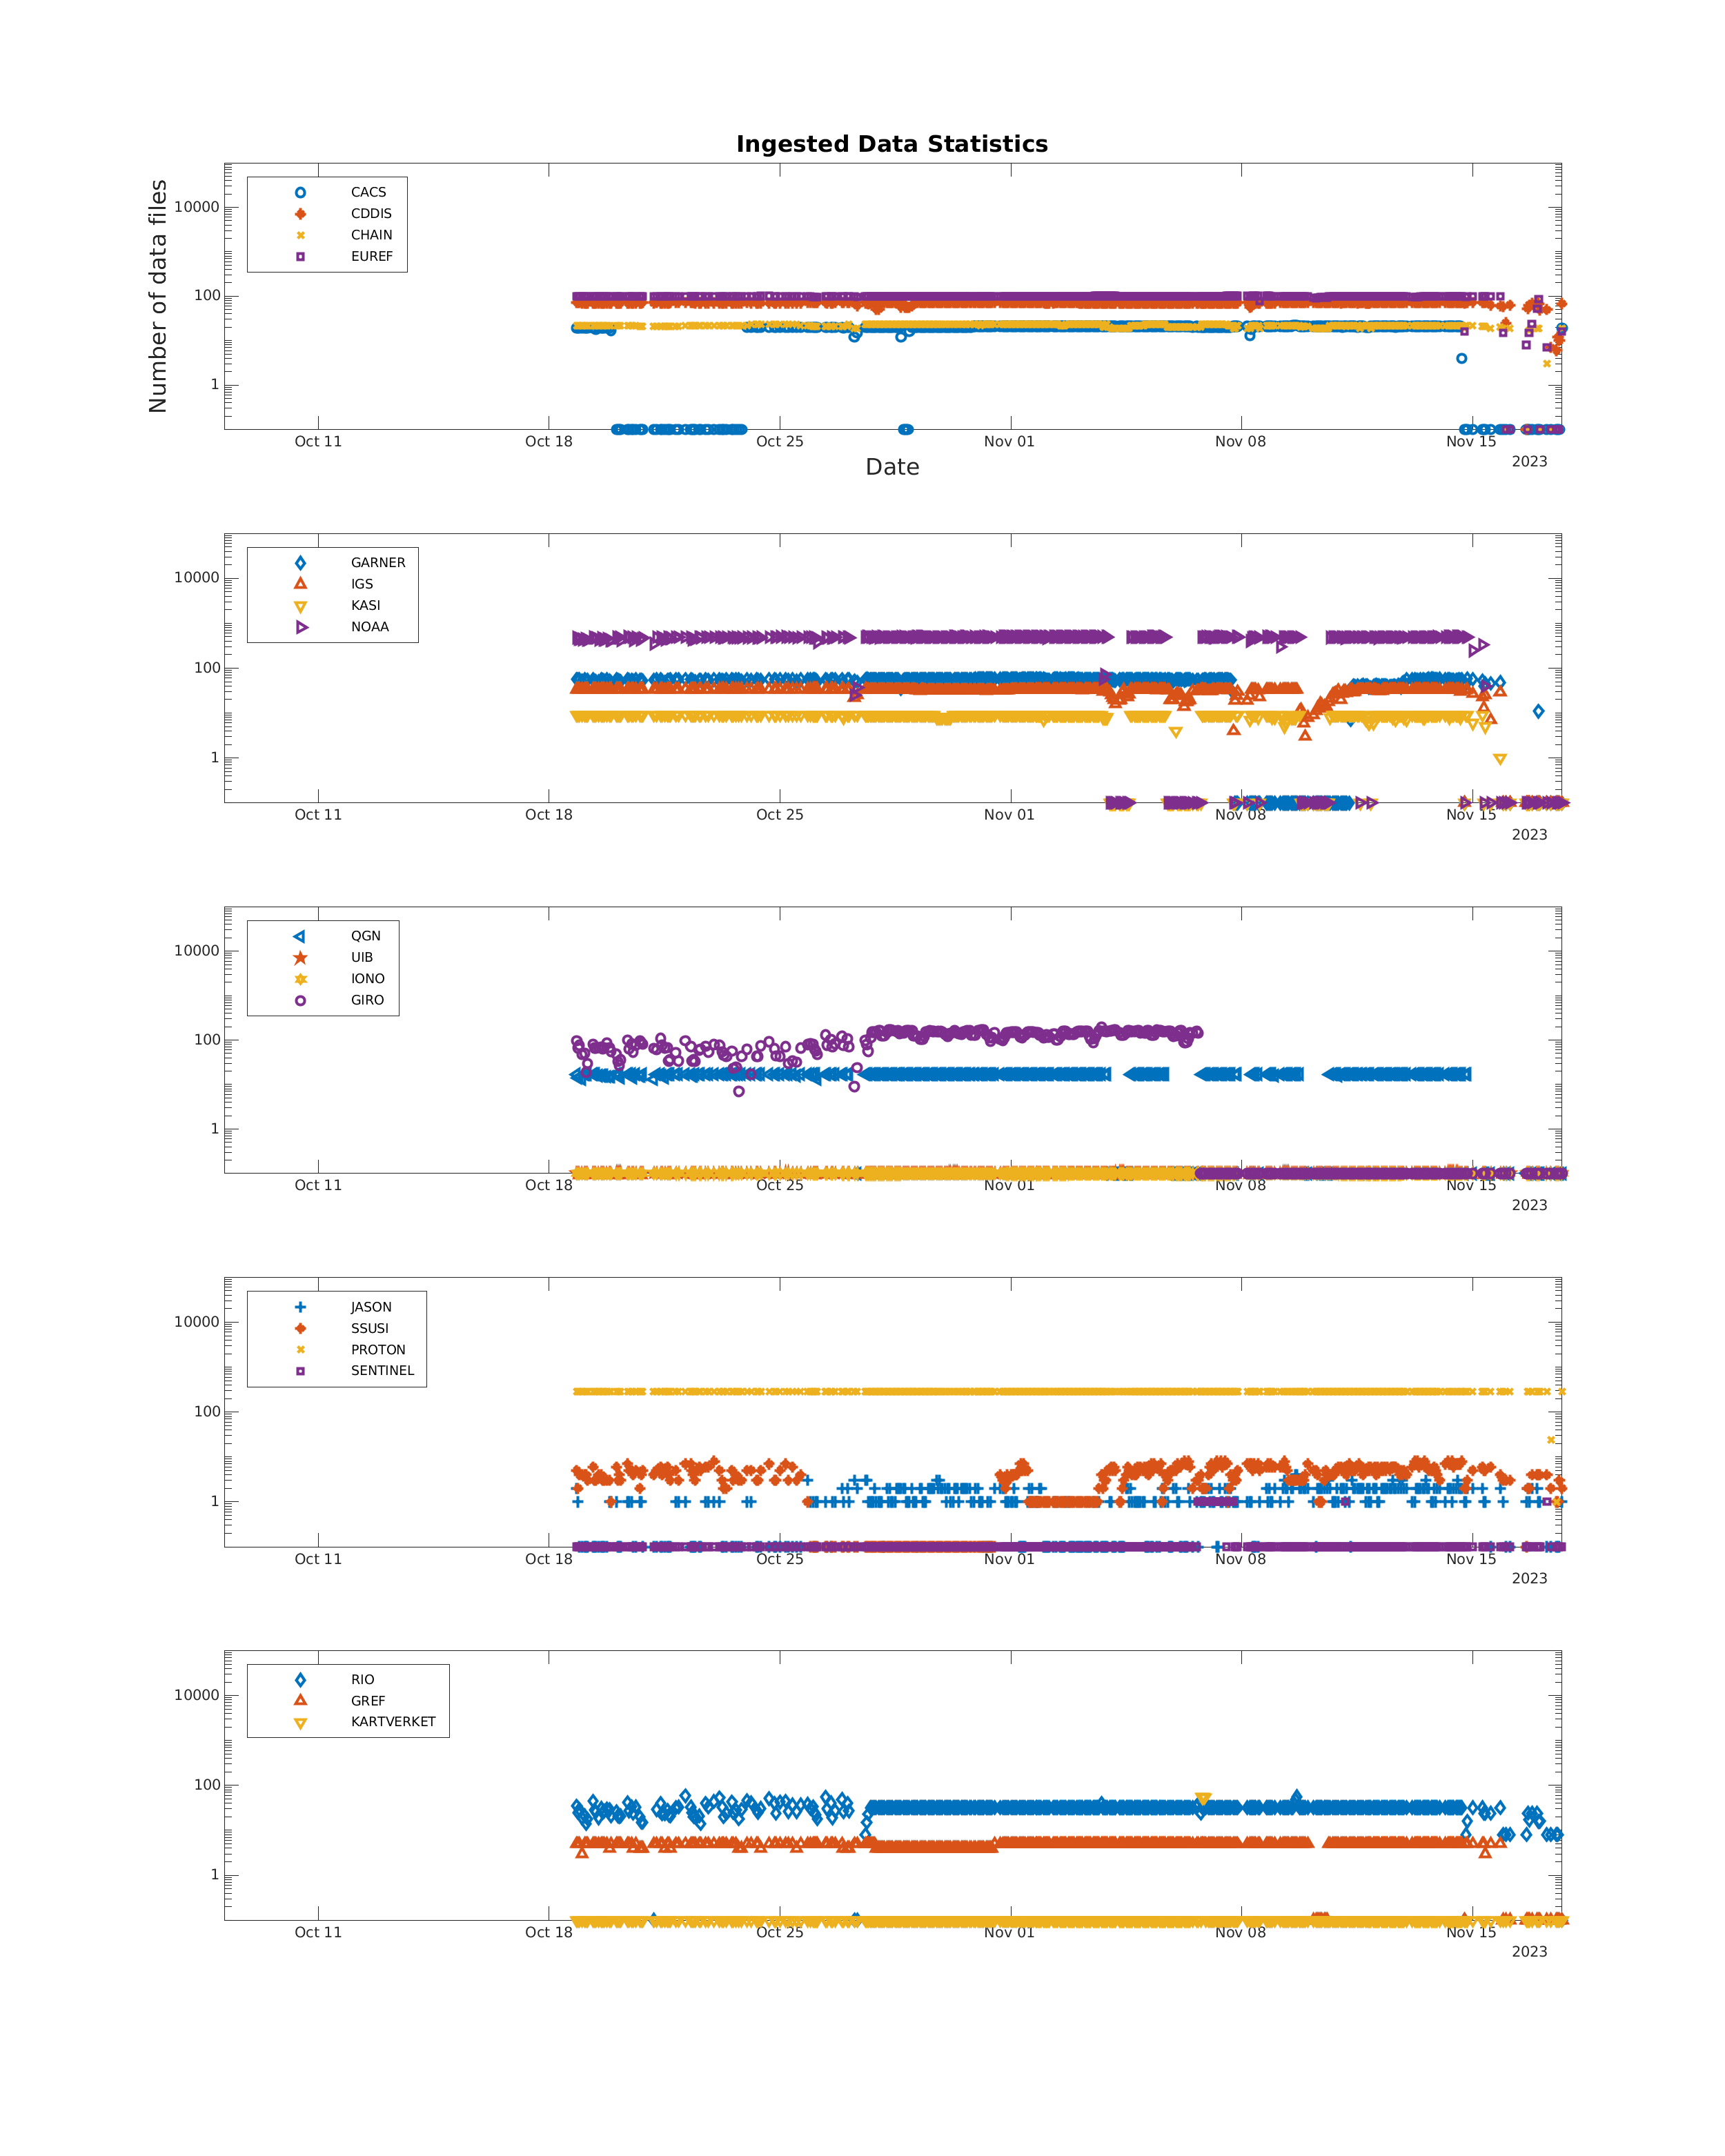 Ingested Data Statistics
Number of data files
CACS
CDDIS
CHAIN
EUREF
10000
100
1
Oct 11 Oct 18 Oct 25 Nov 01 Nov 08 Nov 15
2023
Date
GARNER
IGS
KASI
NOAA
10000
100
1
Oct 11 Oct 18 Oct 25 Nov 01 Nov 08 Nov 15
2023
QGN
UIB
IONO
GIRO
10000
100
1
Oct 11 Oct 18 Oct 25 Nov 01 Nov 08 Nov 15
2023
JASON
SSUSI
PROTON
SENTINEL
10000
100
1
Oct 11 Oct 18 Oct 25 Nov 01 Nov 08 Nov 15
2023
RIO
GREF
KARTVERKET
10000
100
1
Oct 11 Oct 18 Oct 25 Nov 01 Nov 08 Nov 15
2023